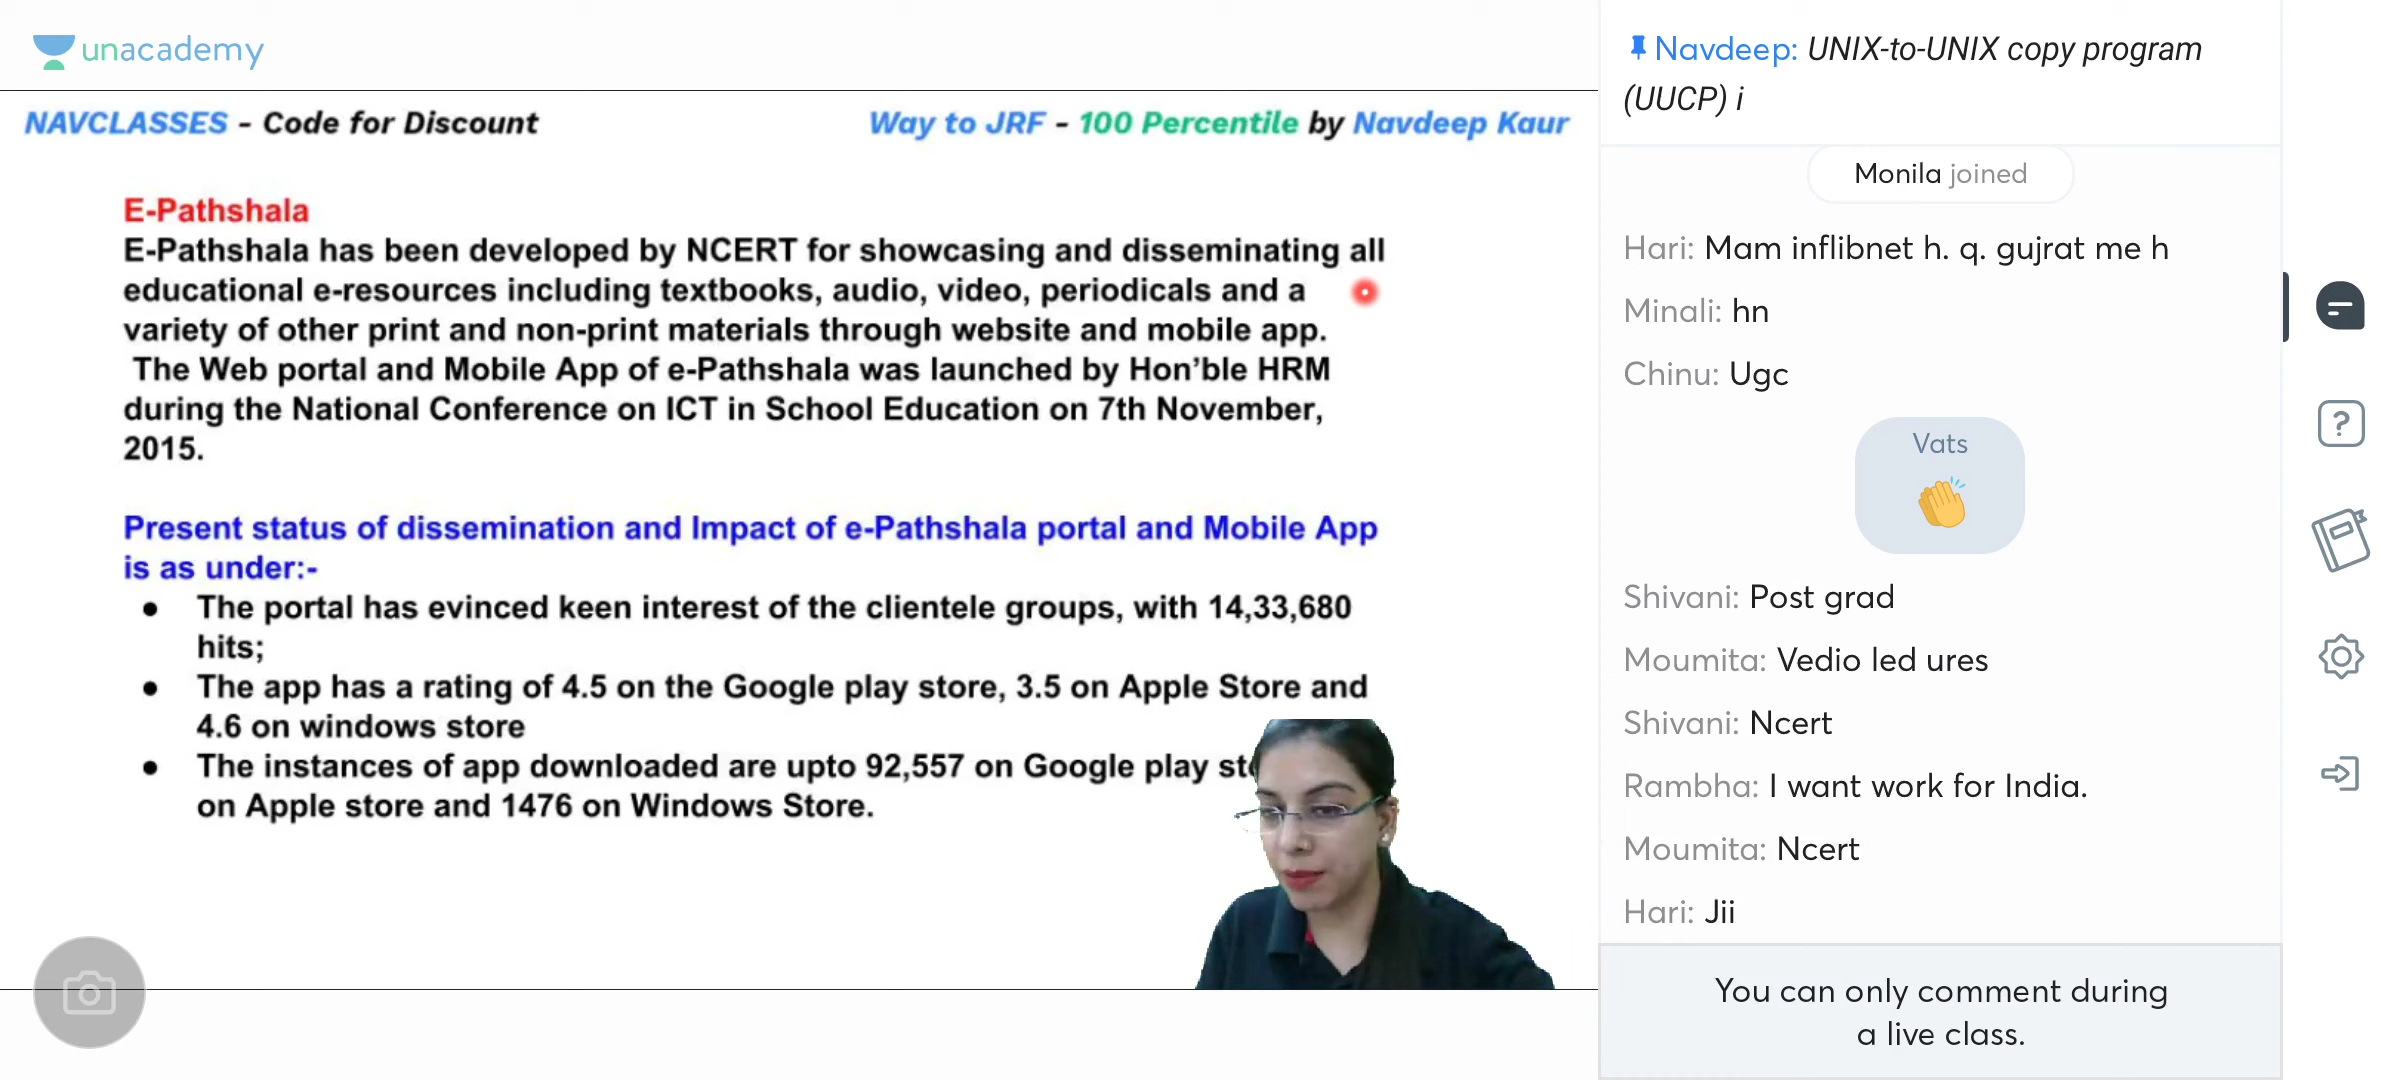 unacademy
NAVCLASSES - Code for Discount
Way to JRF - 100 Percentile by Navdeep Kaur
E-Pathshala
E-Pathshala has been developed by NCERT for showcasing and disseminating all
educational e-resources including textbooks, audio, video, periodicals and a
variety of other print and non-print materials through website and mobile app.
The Web portal and Mobile App of e-Pathshala was launched by Hon’ble HRM
during the National Conference on ICT in School Education on 7th November,
2015.
Present status of dissemination and Impact of e-Pathshala portal and Mobile App
is as under:-
● The portal has evinced keen interest of the clientele groups, with 14,33,680
hits;
● The app has a rating of 4.5 on the Google play store, 3.5 on Apple Store and
4.6 on windows store
● The instances of app downloaded are upto 92,557 on Google play
on Apple store and 1476 on Windows Store.
Navdeep: UNIX-to-UNIX copy program
(UUCP) i
Monila joined
Hari: Mam inflibnet h. q. gujrat me h
Minali: hn
Chinu: Ugc
Vats
Shivani: Post grad
Moumita: Vedio led ures
Shivani: Ncert
Rambha: I want work for India.
Moumita: Ncert
Hari: Jii
You can only comment during
a live class.